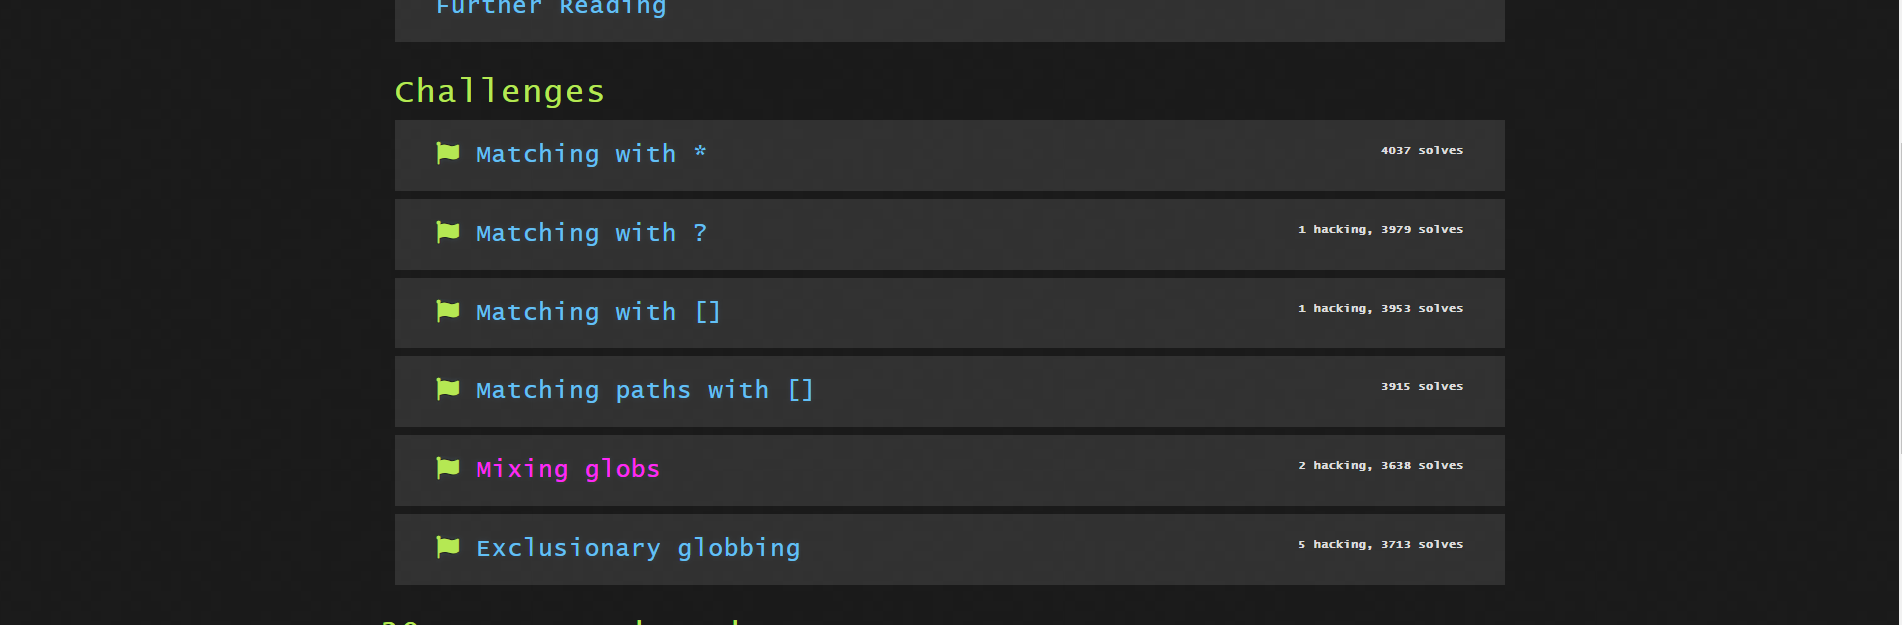 Further Reading
Challenges
Matching with *
4037 solves
Matching with ?
1 hacking, 3979 solves
Matching with []
1 hacking, 3953 solves
Matching paths with []
3915 solves
Mixing globs
2 hacking, 3638 solves
Exclusionary globbing
5 hacking, 3713 solves